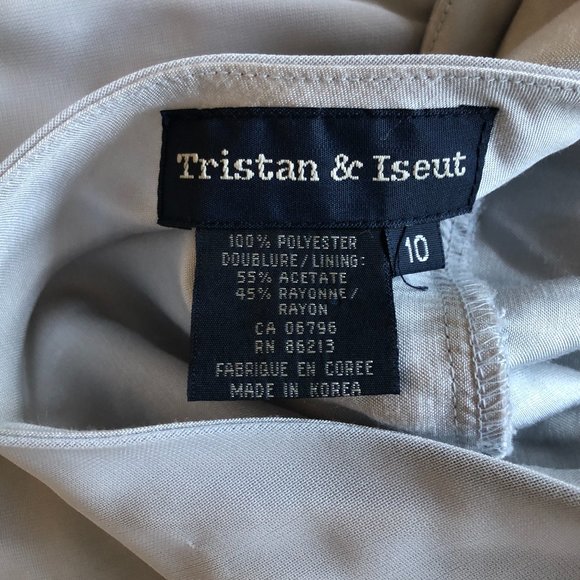 Tristan & Iseut
10
100% POLYESTER
DOUBLURE/LINING:
55% ACETATE
45% RAYONNE/
RAYON
CA 06796
RN 86213
FABRIQUE EN COREE
MADE IN KOREA